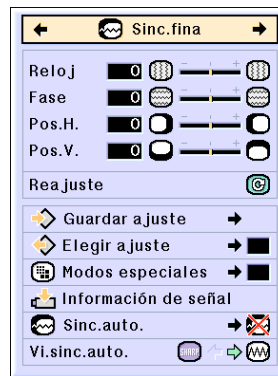 Sinc.fina
Reloj 0
Fase 0
Pos.H. 0
Pos.V. 0
Reajuste
Guardar ajuste
Elegir ajuste
Modos especiales
Información de señal
Sinc.auto.
Vi.sinc.auto. SHARP